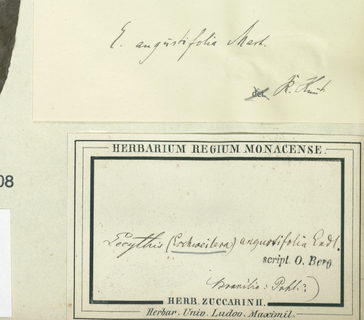 E. angustifolia Mart.
det. R. Knuth
08
HERBARIUM REGIUM MONACENSE.
Lecythis (Eschweilera) angustifolia Endl.
script. O. Berg
Brasilia: Pohl?)
HERB. ZUCCARINII.
Herbar. Univ. Ludov. Maximil.